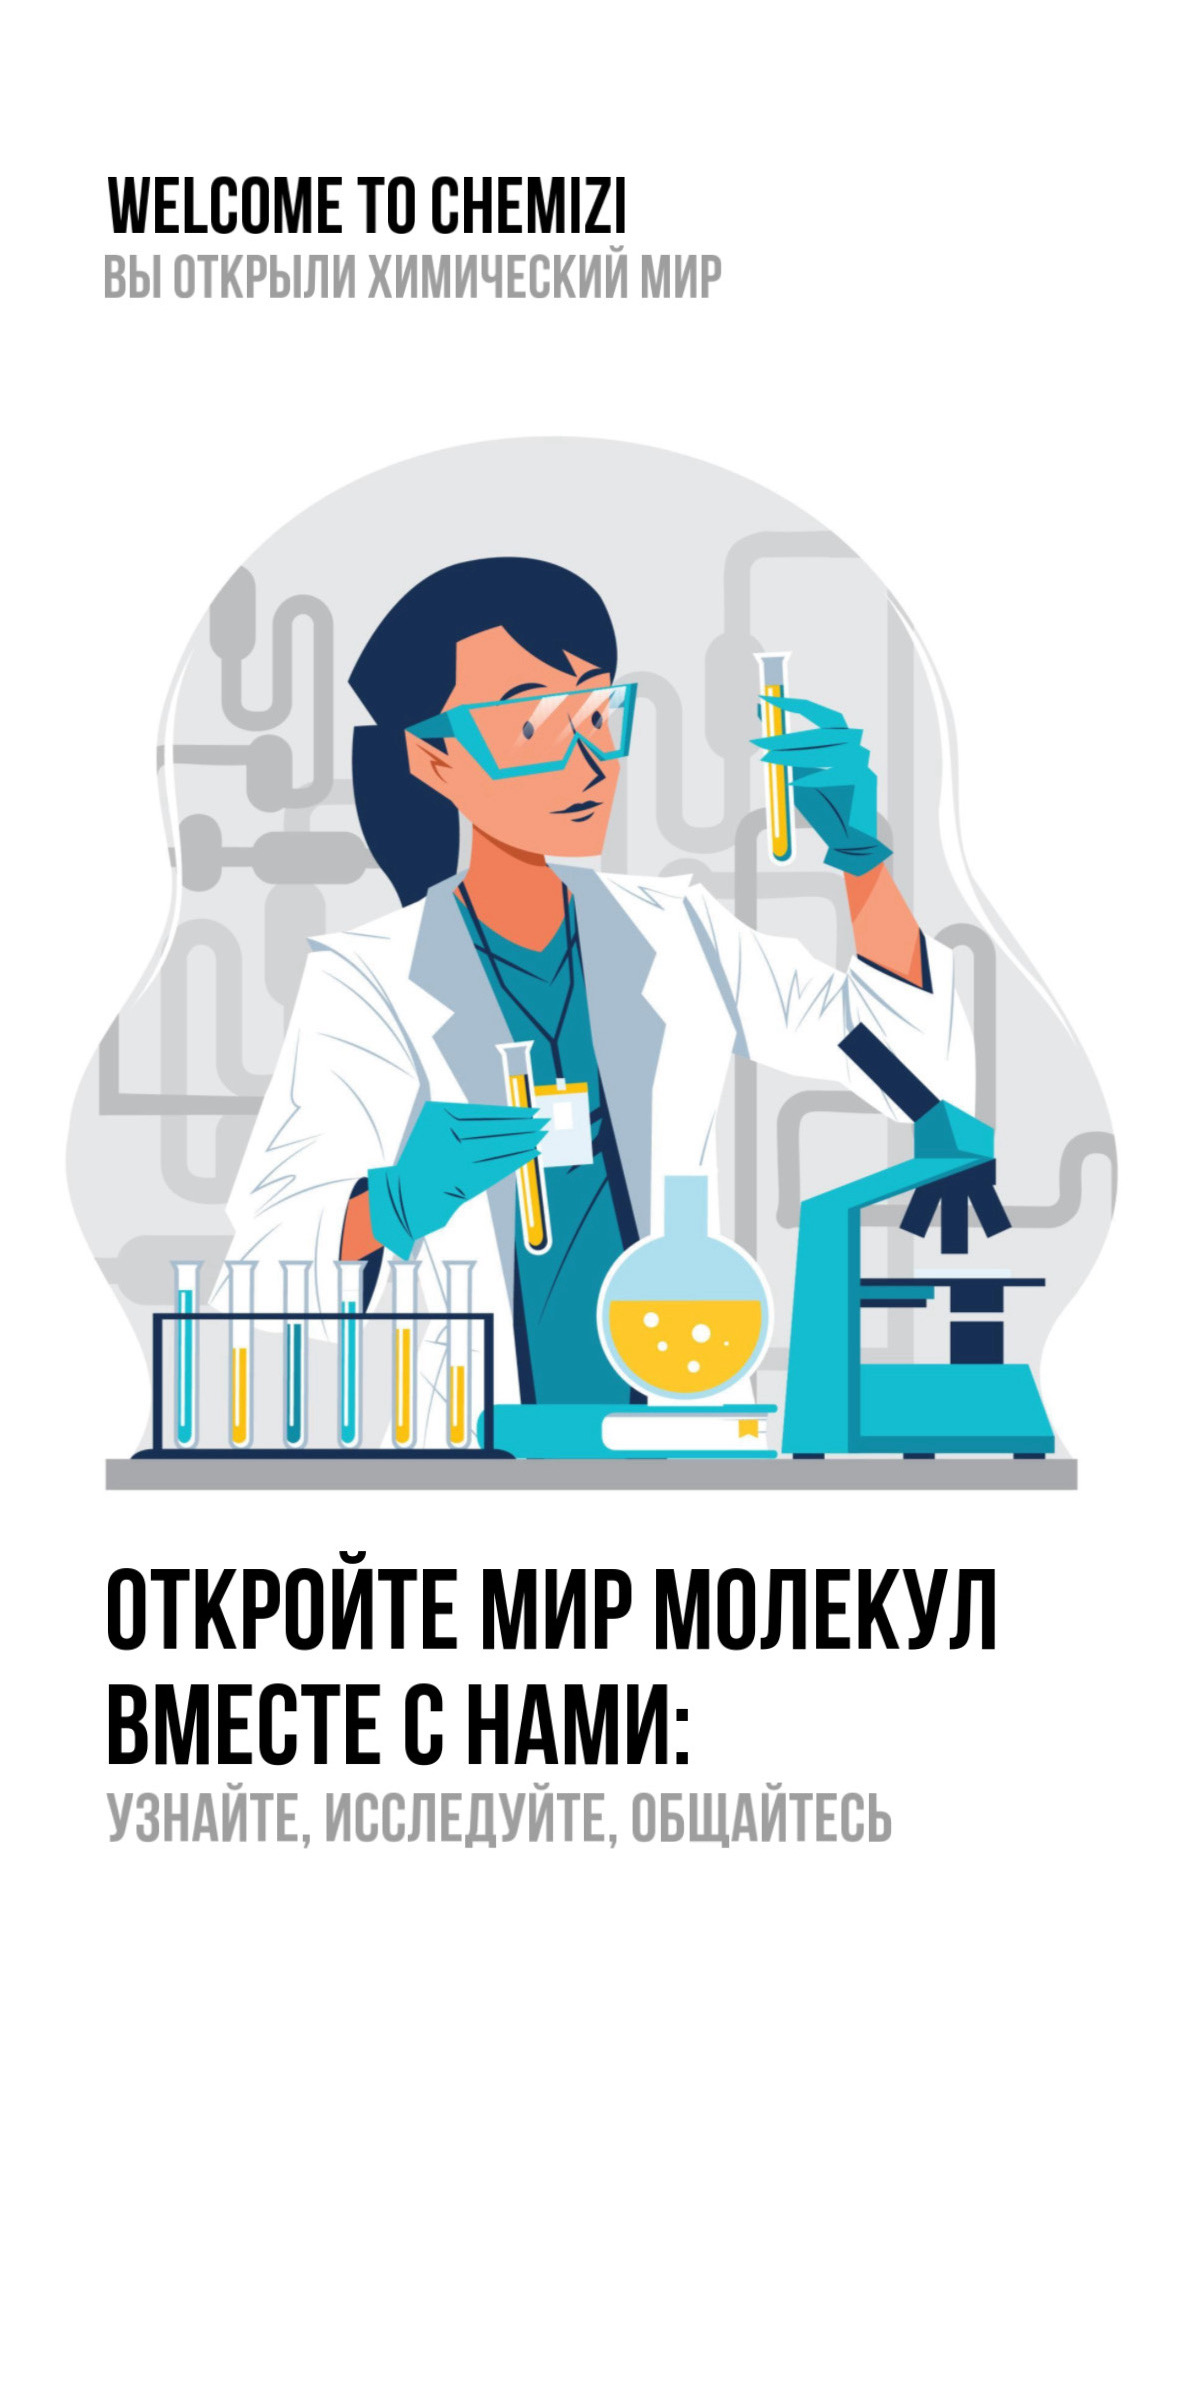 WELCOME TO CHEMIZI
ВЫ ОТКРЫЛИ ХИМИЧЕСКИЙ МИР
ОТКРОЙТЕ МИР МОЛЕКУЛ
ВМЕСТЕ С НАМИ:
УЗНАЙТЕ, ИССЛЕДУЙТЕ, ОБЩАЙТЕСЬ